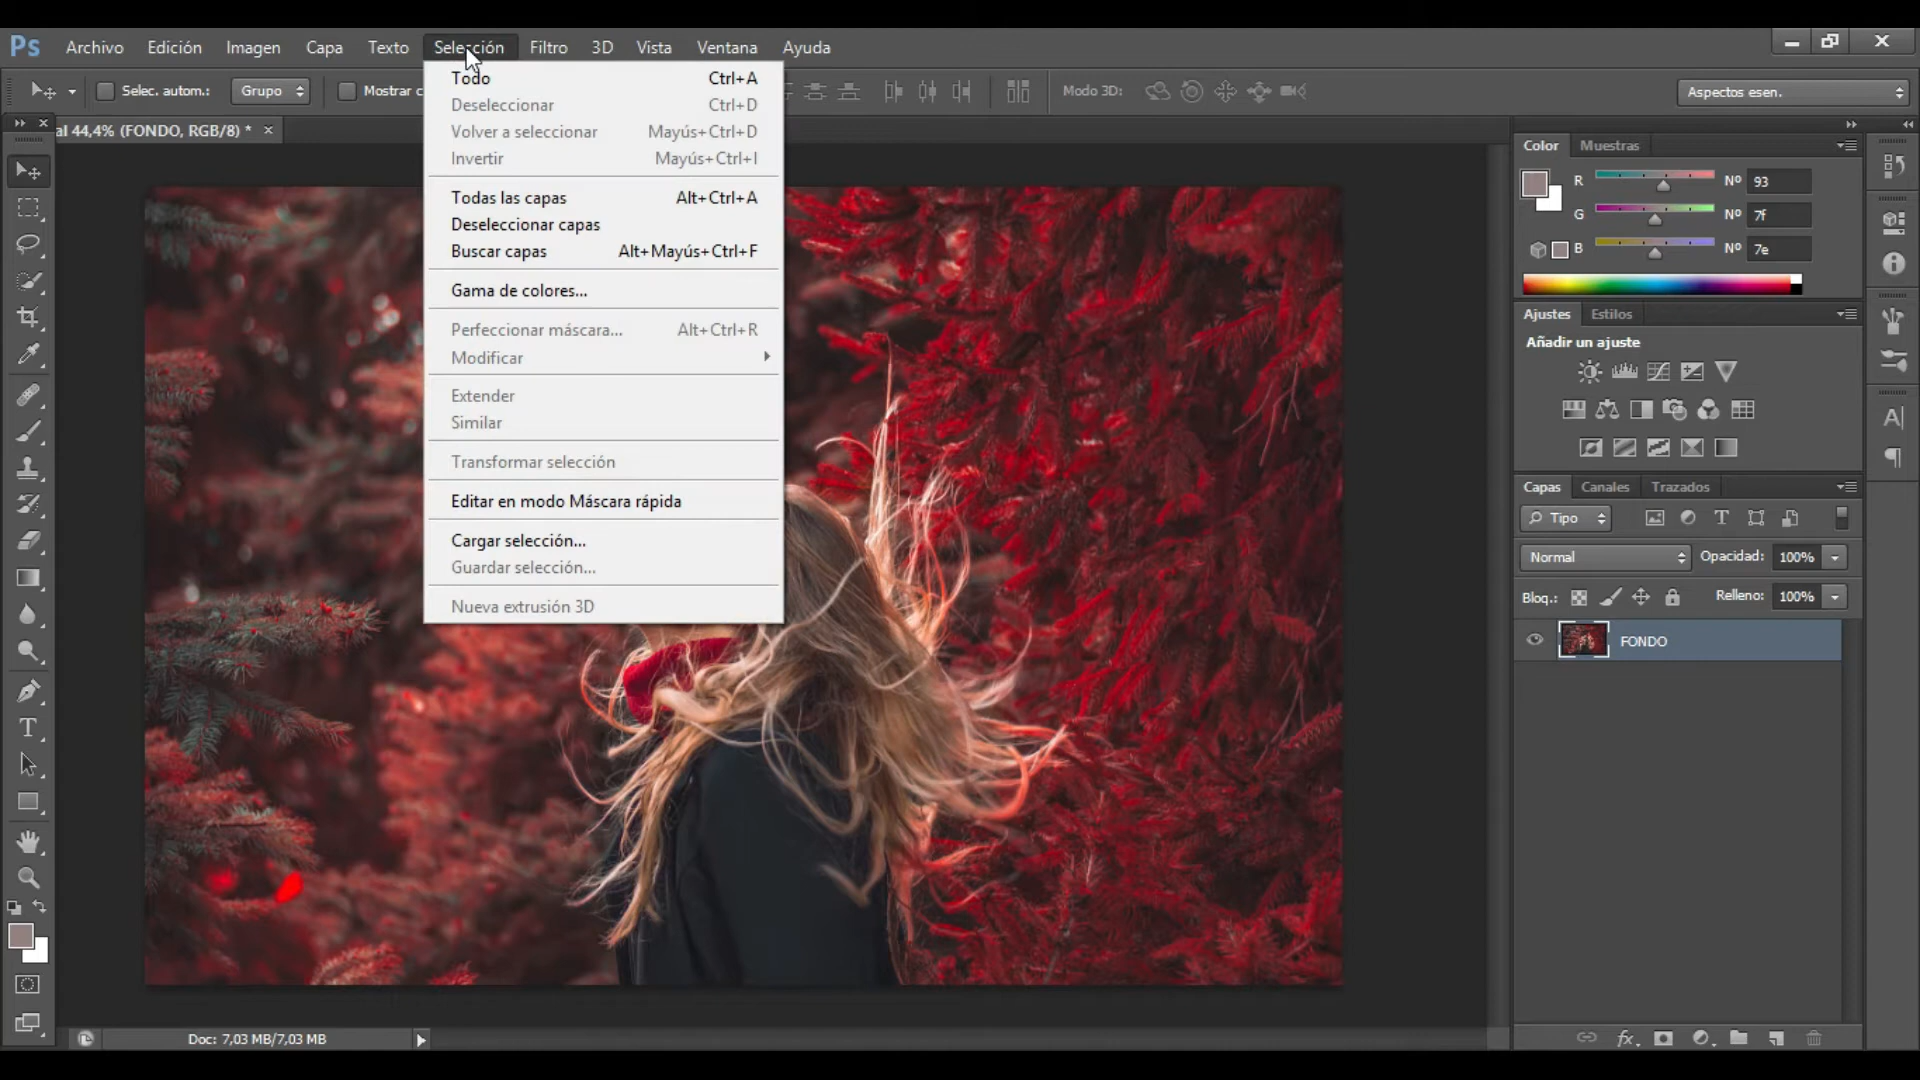 Ps Archivo Edición Imagen Capa Texto Selección Filtro 3D Vista Ventana Ayuda
Selec. autom.: Grupo Mostrar c Modo 3D: Aspectos esen.
al 44,4% (FONDO, RGB/8) *
Todo Ctrl+A
Deseleccionar Ctrl+D
Volver a seleccionar Mayús+Ctrl+D
Invertir Mayús+Ctrl+I
Todas las capas Alt+Ctrl+A
Deseleccionar capas
Buscar capas Alt+Mayús+Ctrl+F
Gama de colores...
Perfeccionar máscara... Alt+Ctrl+R
Modificar
Extender
Similar
Transformar selección
Editar en modo Máscara rápida
Cargar selección...
Guardar selección...
Nueva extrusión 3D
Color Muestras
R Nº 93
G Nº 7f
B Nº 7e
Ajustes Estilos
Añadir un ajuste
Capas Canales Trazados
Tipo
Normal Opacidad: 100%
Bloq.: Relleno: 100%
FONDO
Doc: 7,03 MB/7,03 MB